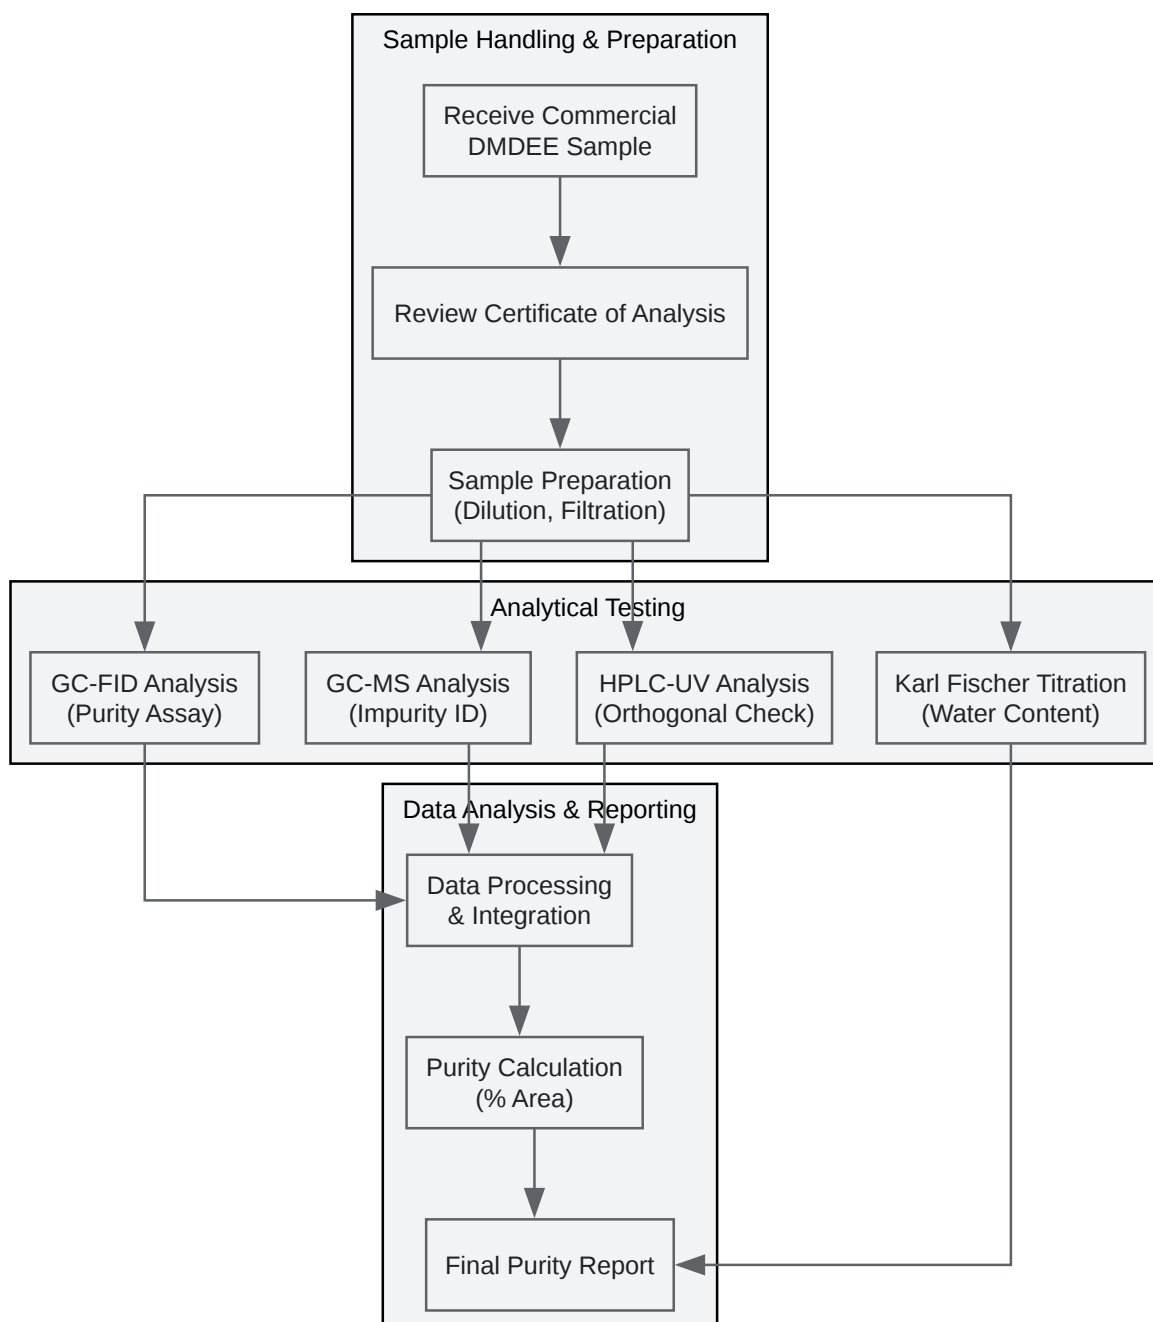 Sample Handling & Preparation
Receive Commercial
DMDEE Sample
Review Certificate of Analysis
Sample Preparation
(Dilution, Filtration)
Analytical Testing
GC-FID Analysis
(Purity Assay)
GC-MS Analysis
(Impurity ID)
HPLC-UV Analysis
(Orthogonal Check)
Karl Fischer Titration
(Water Content)
Data Analysis & Reporting
Data Processing
& Integration
Purity Calculation
(% Area)
Final Purity Report